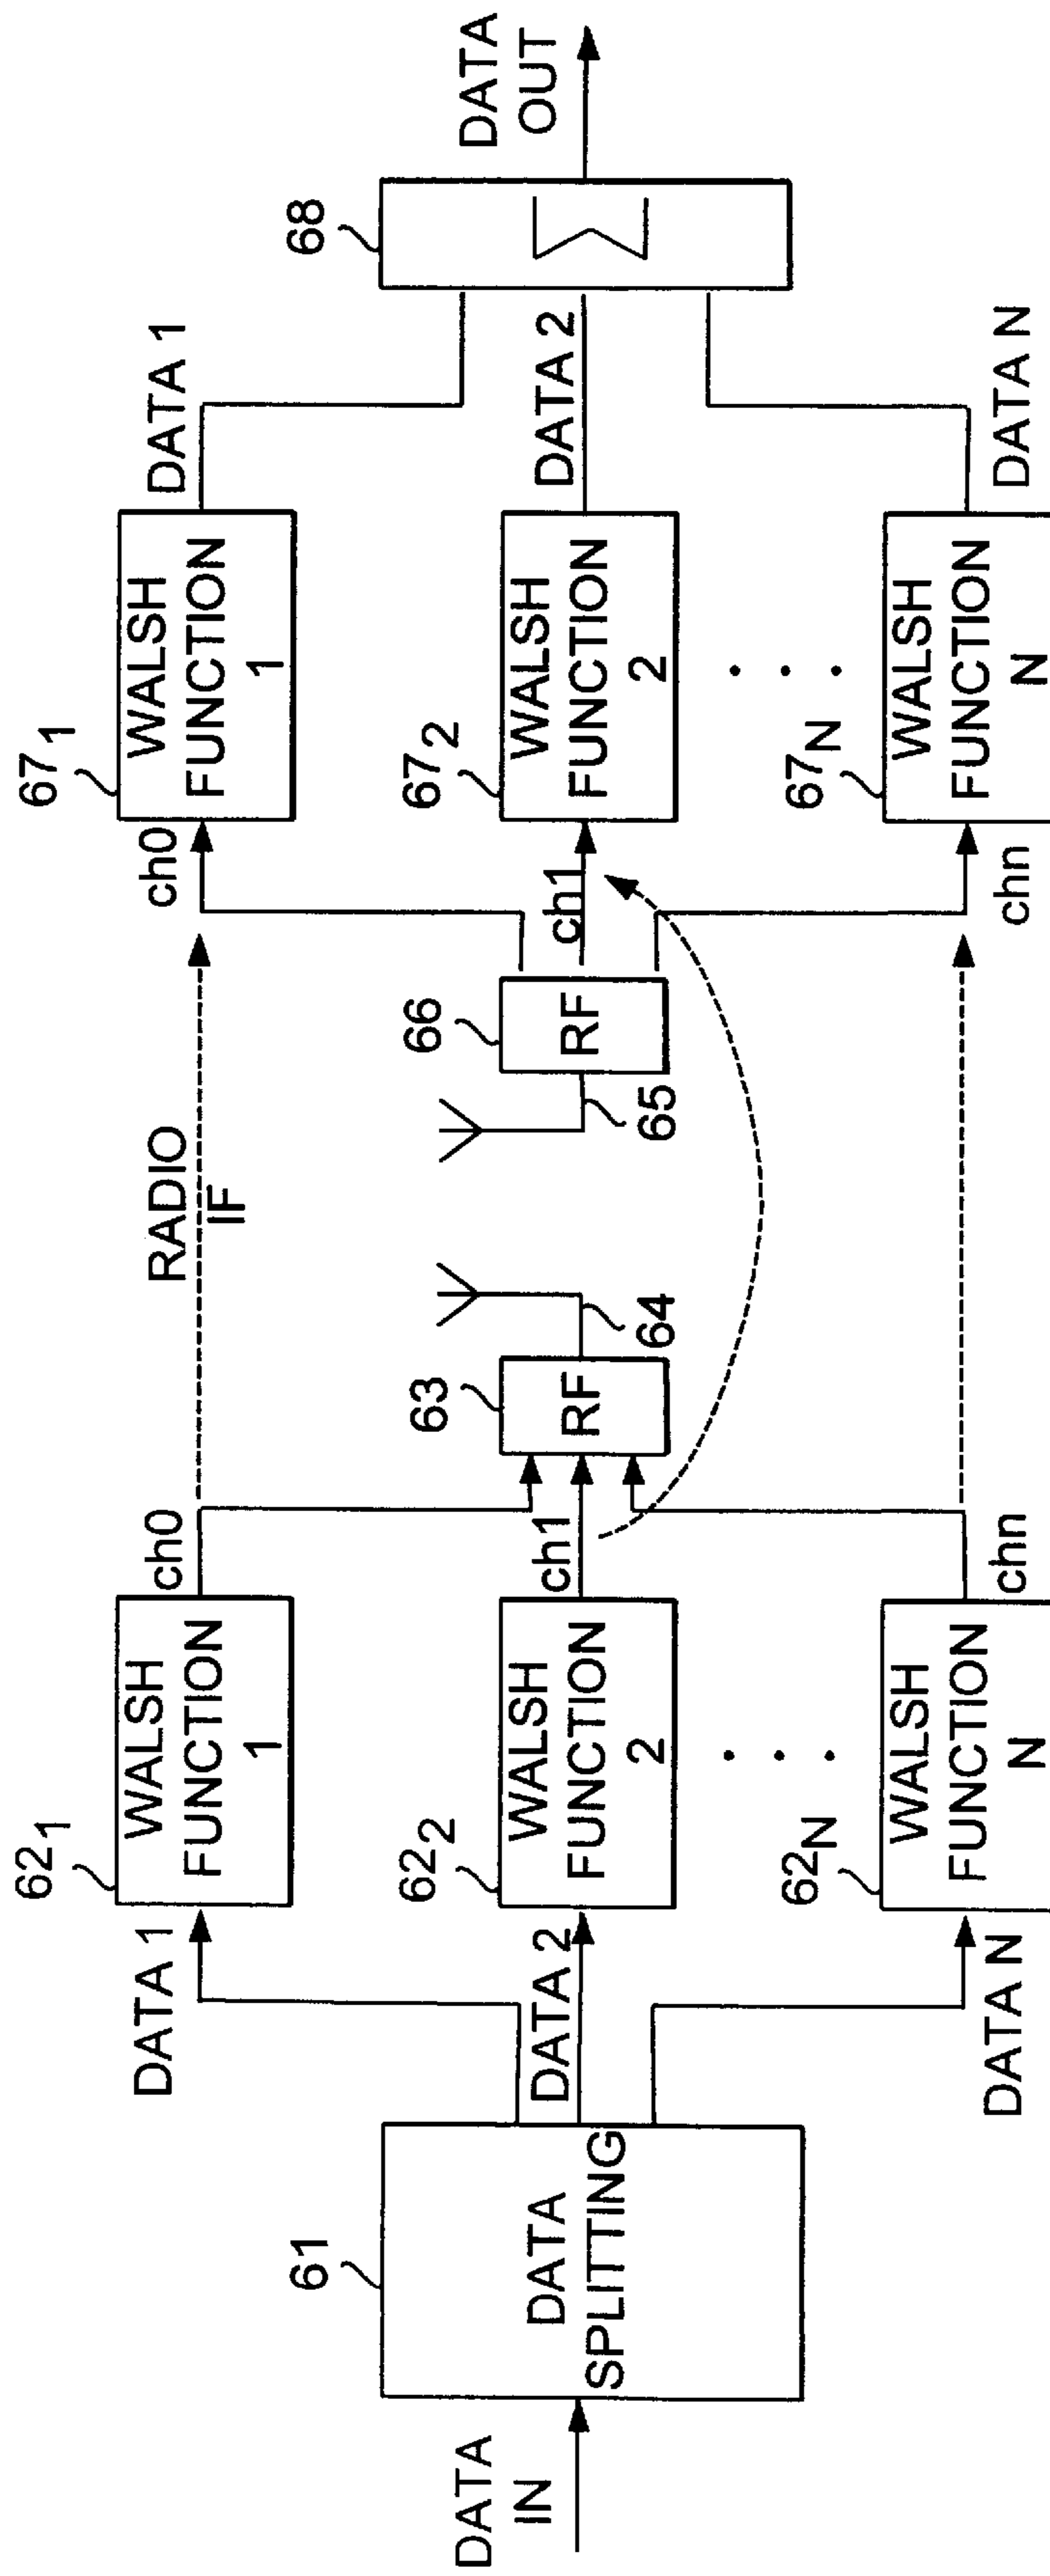 DATA
IN
61
DATA
SPLITTING
DATA 1
DATA 2
DATA N
62 1
WALSH
FUNCTION
1
62 2
WALSH
FUNCTION
2
. . .
62 N
WALSH
FUNCTION
N
ch0
ch1
chn
63
RF
64
RADIO
IF
65
66
RF
ch0
ch1
chn
67 1
WALSH
FUNCTION
1
67 2
WALSH
FUNCTION
2
. . .
67 N
WALSH
FUNCTION
N
DATA 1
DATA 2
DATA N
68
Σ
DATA
OUT